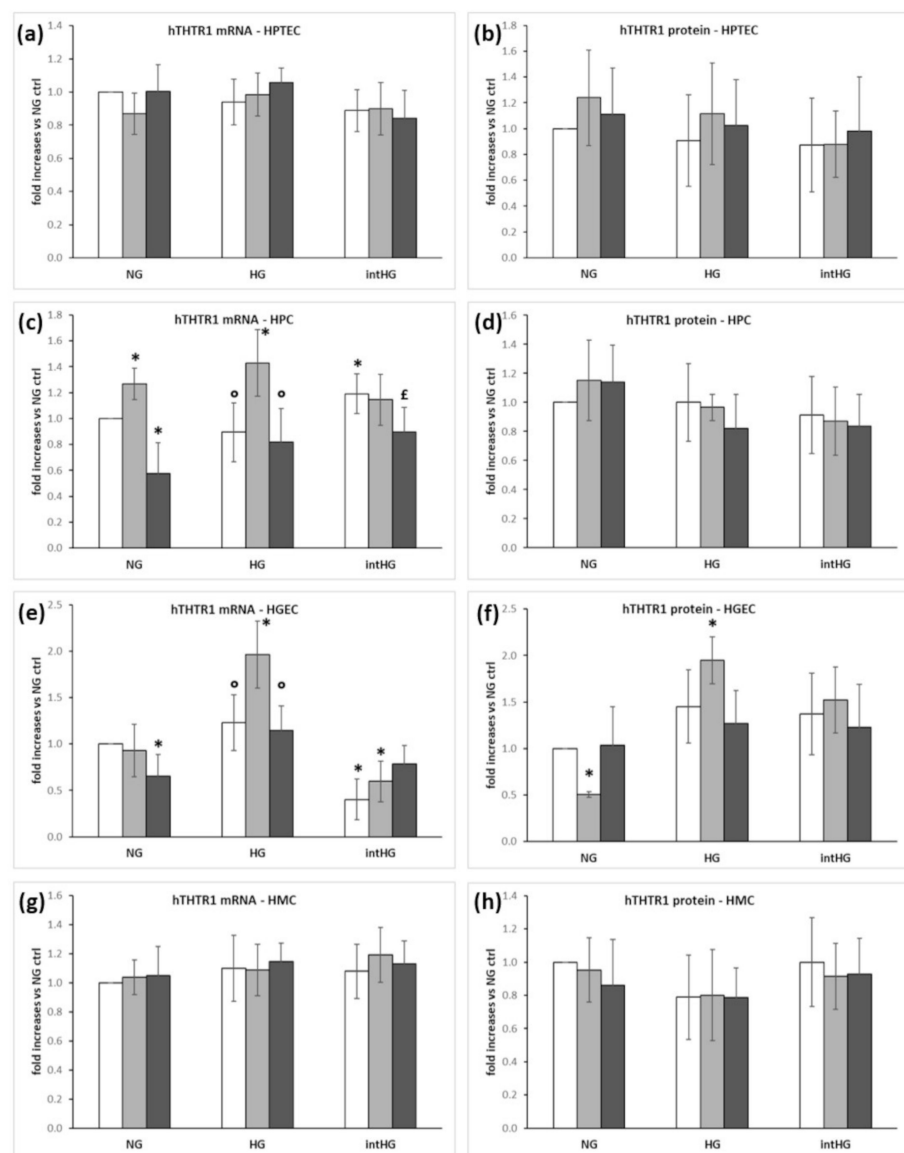 (a)
hTHTR1 mRNA - HPTEC
fold increases vs NG ctrl
1.4
1.2
1.0
0.8
0.6
0.4
0.2
0.0
NG HG intHG
(b)
hTHTR1 protein - HPTEC
fold increases vs NG ctrl
1.8
1.6
1.4
1.2
1.0
0.8
0.6
0.4
0.2
0.0
NG HG intHG
(c)
hTHTR1 mRNA - HPC
fold increases vs NG ctrl
1.8
1.6
1.4
1.2
1.0
0.8
0.6
0.4
0.2
0.0
* * o * o * £
NG HG intHG
(d)
hTHTR1 protein - HPC
fold increases vs NG ctrl
1.6
1.4
1.2
1.0
0.8
0.6
0.4
0.2
0.0
NG HG intHG
(e)
hTHTR1 mRNA - HGEC
fold increases vs NG ctrl
2.5
2.0
1.5
1.0
0.5
0.0
* o * o * *
NG HG intHG
(f)
hTHTR1 protein - HGEC
fold increases vs NG ctrl
2.5
2.0
1.5
1.0
0.5
0.0
* *
NG HG intHG
(g)
hTHTR1 mRNA - HMC
fold increases vs NG ctrl
1.6
1.4
1.2
1.0
0.8
0.6
0.4
0.2
0.0
NG HG intHG
(h)
hTHTR1 protein - HMC
fold increases vs NG ctrl
1.4
1.2
1.0
0.8
0.6
0.4
0.2
0.0
NG HG intHG